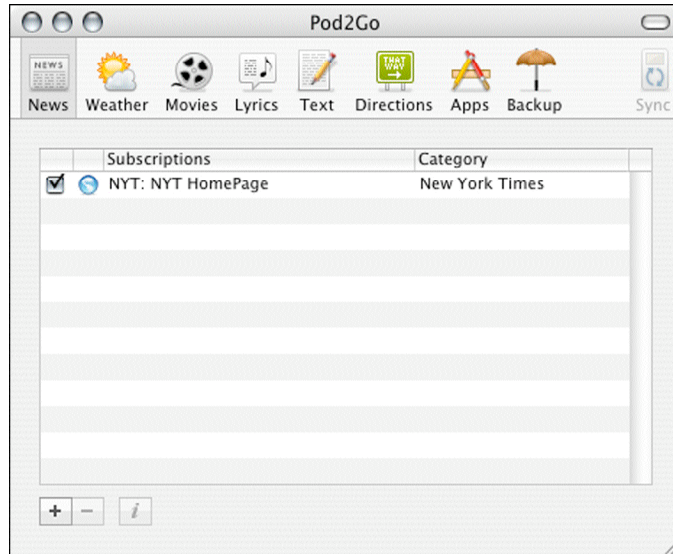 Pod2Go
NEWS
THAT WAY
News Weather Movies Lyrics Text Directions Apps Backup Sync
Subscriptions Category
NYT: NYT HomePage New York Times
+ − i